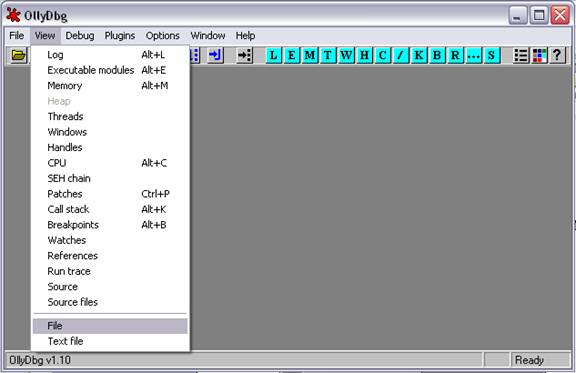 OllyDbg
File View Debug Plugins Options Window Help
L E M T W H C / K B R ... S ?
Log Alt+L
Executable modules Alt+E
Memory Alt+M
Heap
Threads
Windows
Handles
CPU Alt+C
SEH chain
Patches Ctrl+P
Call stack Alt+K
Breakpoints Alt+B
Watches
References
Run trace
Source
Source files
File
Text file
OllyDbg v1.10 Ready